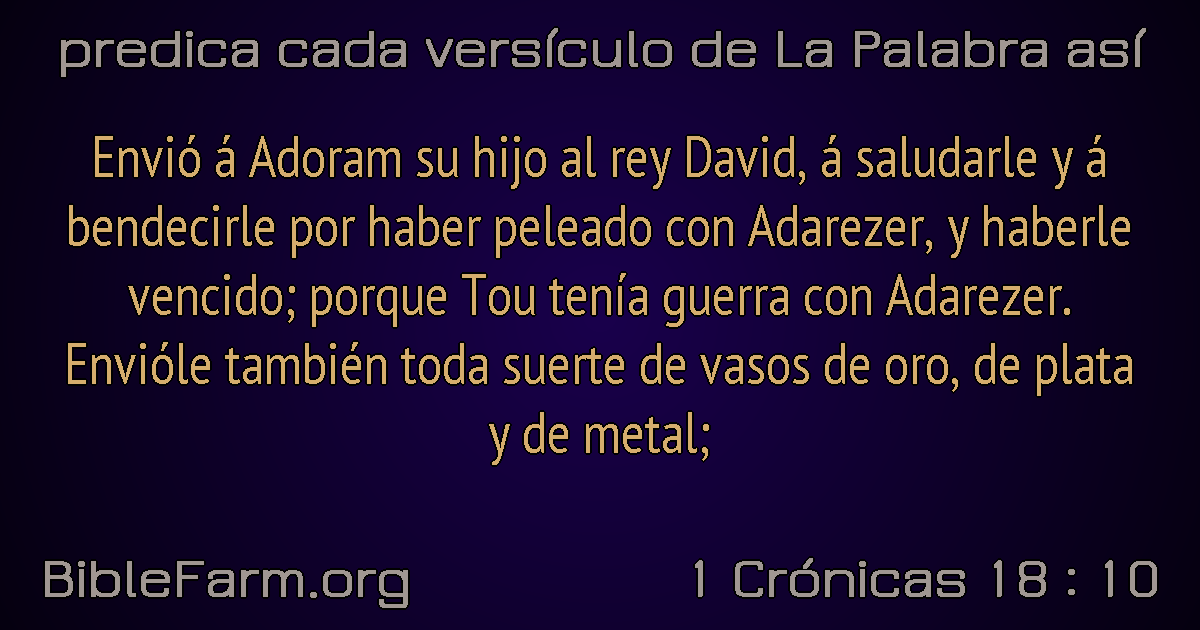 predica cada versículo de La Palabra así
Envió á Adoram su hijo al rey David, á saludarle y á
bendecirle por haber peleado con Adarezer, y haberle
vencido; porque Tou tenía guerra con Adarezer.
Envióle también toda suerte de vasos de oro, de plata
y de metal;
BibleFarm.org
1 Crónicas 18 : 10